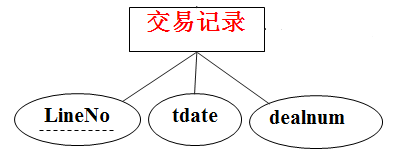 交易记录
LineNo tdate dealnum